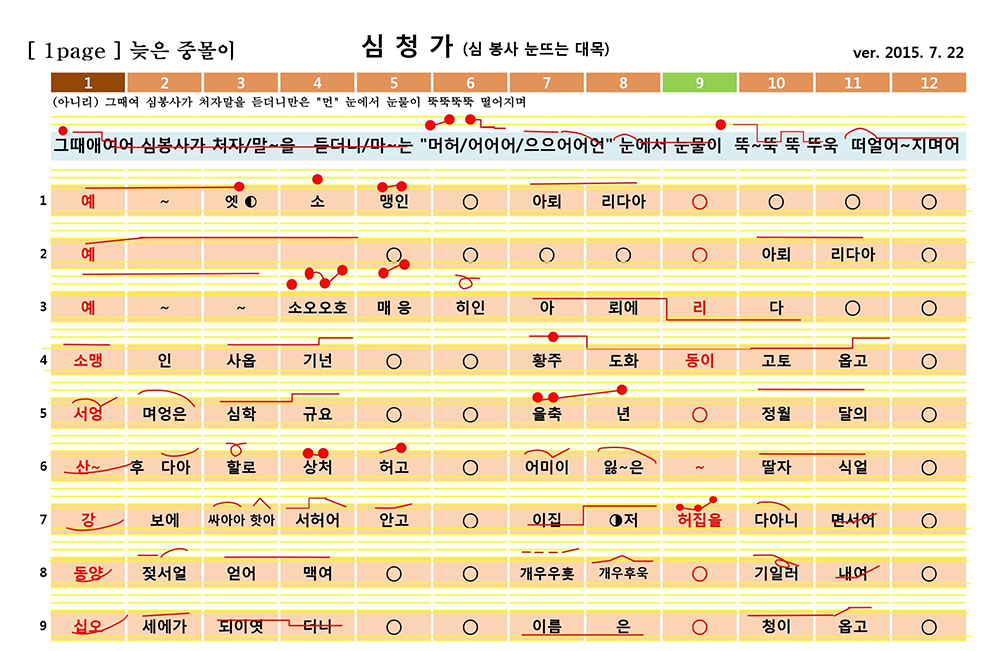 [ 1page ] 늦은 중몰이 심 청 가 (심 봉사 눈뜨는 대목) ver. 2015. 7. 22
1 2 3 4 5 6 7 8 9 10 11 12
(아니리) 그때여 심봉사가 처자말을 듣더니만은 "먼" 눈에서 눈물이 뚝뚝뚝뚝 떨어지며
그때애여어 심봉사가 처자/말~을 듣더니/마~는 "머허/어어어/으으어어언" 눈에서 눈물이 뚝~뚝 뚝 뚜욱 떠얼어~지며어
1 예 ~ 엣 ◐ 소 맹인 ○ 아뢰 리다아 ○ ○ ○ ○
2 예 ○ ○ ○ ○ ○ 아뢰 리다아 ○
3 예 ~ ~ 소오오호 매 응 히인 아 뢰에 리 다 ○ ○
4 소맹 인 사옵 기넌 ○ ○ 황주 도화 동이 고토 옵고 ○
5 서엉 며엉은 심학 규요 ○ ○ 을축 년 ○ 정월 달의 ○
6 산~ 후 다아 할로 상처 허고 ○ 어미이 잃~은 ~ 딸자 식얼 ○
7 강 보에 싸아아 핫아 서허어 안고 ○ 이집 ◑저 허집을 다아니 면서어 ○
8 동양 젖서얼 얻어 맥여 ○ ○ 개우우훗 개우후욱 ○ 기일러 내여 ○
9 십오 세에가 되이엿 더니 ○ ○ 이름 은 ○ 청이 옵고 ○